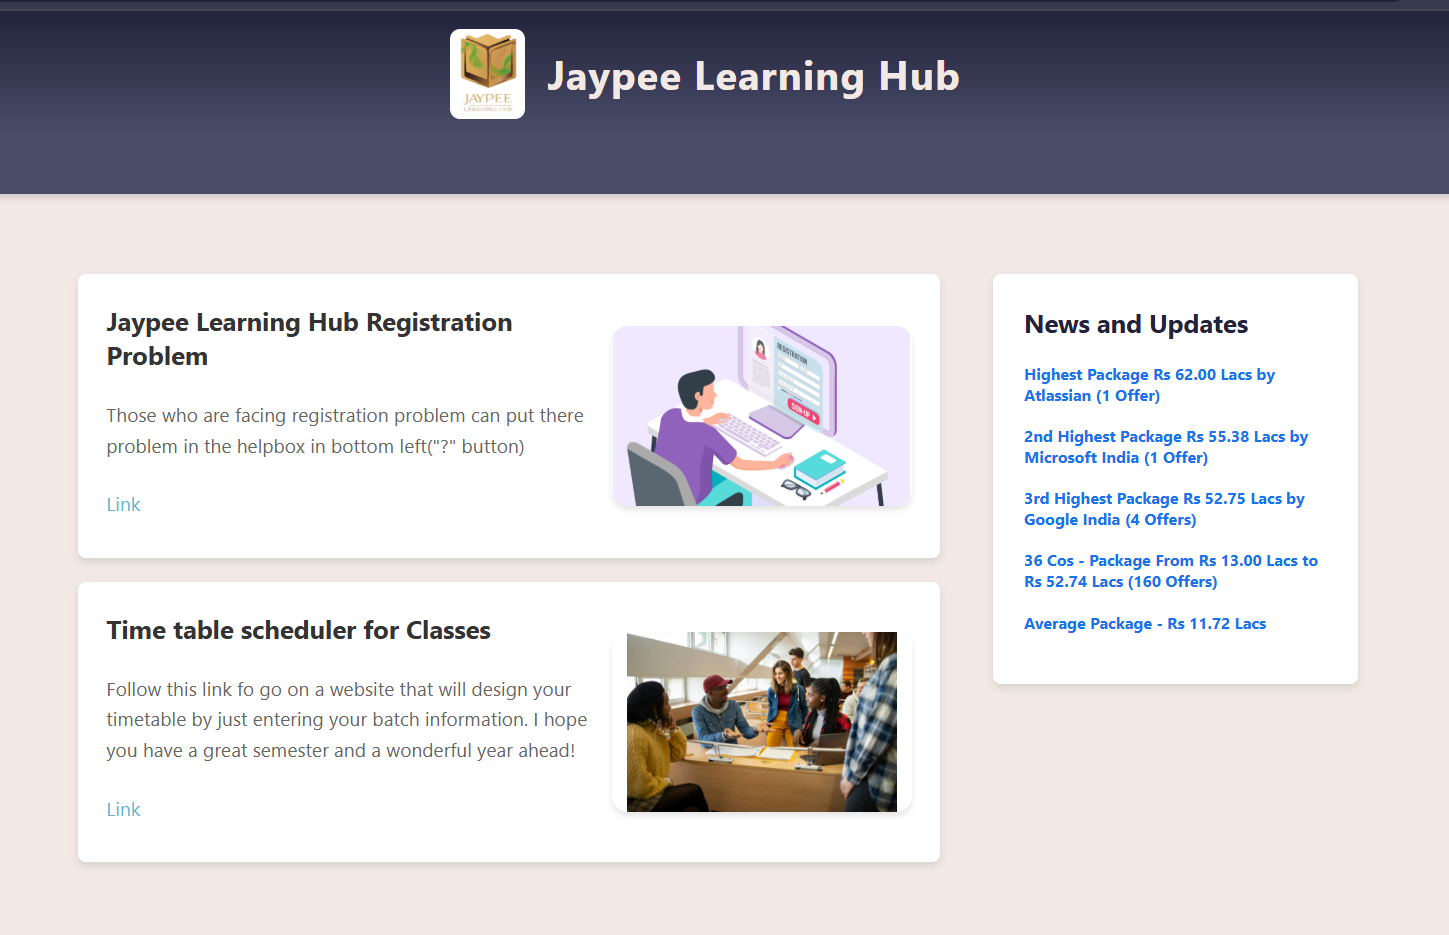 JAYPEE
LEARNING HUB
Jaypee Learning Hub
Jaypee Learning Hub Registration
Problem
Those who are facing registration problem can put there
problem in the helpbox in bottom left("?" button)
Link
REGISTRATION
SIGN-UP
Time table scheduler for Classes
Follow this link fo go on a website that will design your
timetable by just entering your batch information. I hope
you have a great semester and a wonderful year ahead!
Link
News and Updates
Highest Package Rs 62.00 Lacs by
Atlassian (1 Offer)
2nd Highest Package Rs 55.38 Lacs by
Microsoft India (1 Offer)
3rd Highest Package Rs 52.75 Lacs by
Google India (4 Offers)
36 Cos - Package From Rs 13.00 Lacs to
Rs 52.74 Lacs (160 Offers)
Average Package - Rs 11.72 Lacs